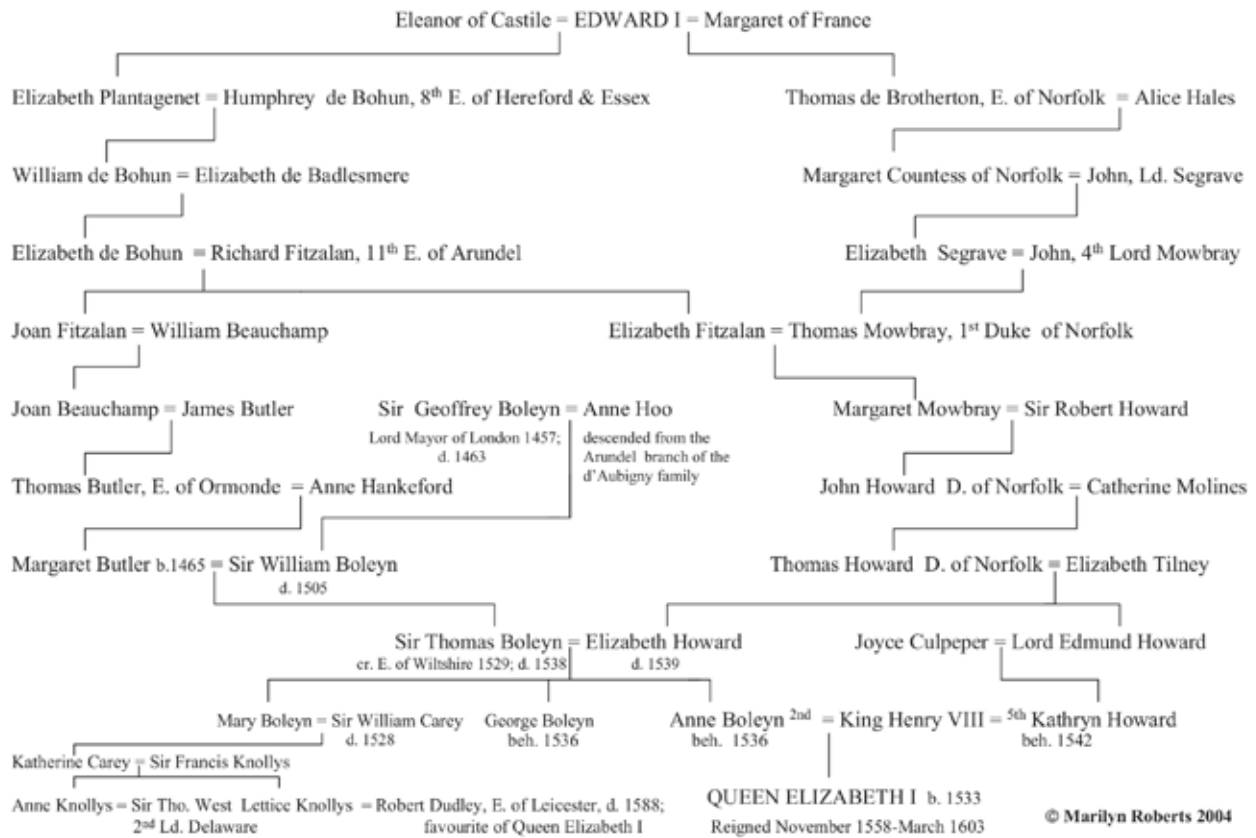 Eleanor of Castile = EDWARD I = Margaret of France
Elizabeth Plantagenet = Humphrey de Bohun, 8th E. of Hereford & Essex
Thomas de Brotherton, E. of Norfolk = Alice Hales
William de Bohun = Elizabeth de Badlesmere
Margaret Countess of Norfolk = John, Ld. Segrave
Elizabeth de Bohun = Richard Fitzalan, 11th E. of Arundel
Elizabeth Segrave = John, 4th Lord Mowbray
Joan Fitzalan = William Beauchamp
Elizabeth Fitzalan = Thomas Mowbray, 1st Duke of Norfolk
Joan Beauchamp = James Butler
Sir Geoffrey Boleyn = Anne Hoo
Lord Mayor of London 1457;
d. 1463
descended from the
Arundel branch of the
d'Aubigny family
Margaret Mowbray = Sir Robert Howard
Thomas Butler, E. of Ormonde = Anne Hankeford
John Howard D. of Norfolk = Catherine Molines
Margaret Butler b.1465 = Sir William Boleyn
d. 1505
Thomas Howard D. of Norfolk = Elizabeth Tilney
Sir Thomas Boleyn = Elizabeth Howard
cr. E. of Wiltshire 1529; d. 1538
d. 1539
Joyce Culpeper = Lord Edmund Howard
Mary Boleyn = Sir William Carey
d. 1528
George Boleyn
beh. 1536
Anne Boleyn 2nd = King Henry VIII = 5th Kathryn Howard
beh. 1536
beh. 1542
Katherine Carey = Sir Francis Knollys
Anne Knollys = Sir Tho. West
2nd Ld. Delaware
Lettice Knollys = Robert Dudley, E. of Leicester, d. 1588;
favourite of Queen Elizabeth I
QUEEN ELIZABETH I b. 1533
Reigned November 1558-March 1603
© Marilyn Roberts 2004